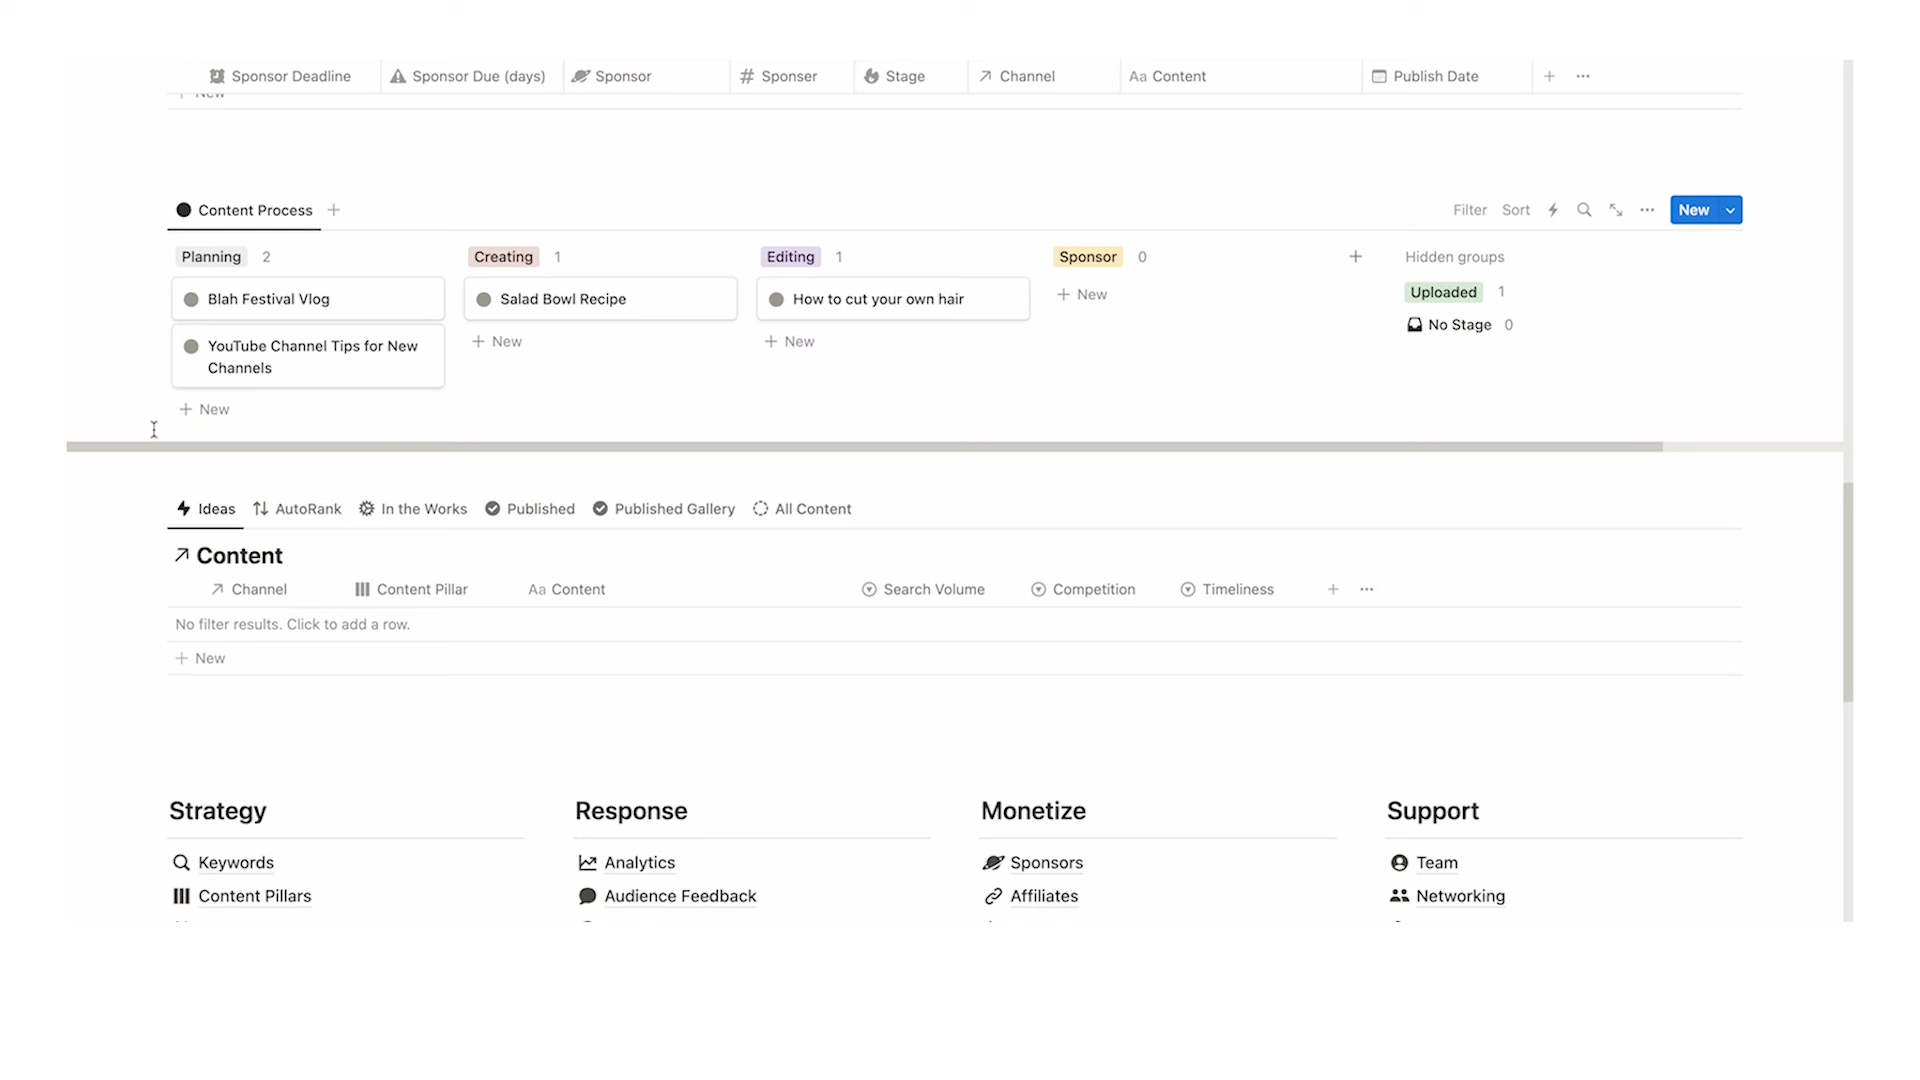 Sponsor Deadline Sponsor Due (days) Sponsor # Sponser Stage Channel Aa Content Publish Date + ...
+ New
Content Process +
Filter Sort ... New
Planning 2 Creating 1 Editing 1 Sponsor 0 + Hidden groups
Blah Festival Vlog Salad Bowl Recipe How to cut your own hair + New Uploaded 1
No Stage 0
YouTube Channel Tips for New
Channels
+ New + New
+ New
Ideas AutoRank In the Works Published Published Gallery All Content
Content
Channel Content Pillar Aa Content Search Volume Competition Timeliness + ...
No filter results. Click to add a row.
+ New
Strategy Response Monetize Support
Keywords Analytics Sponsors Team
Content Pillars Audience Feedback Affiliates Networking